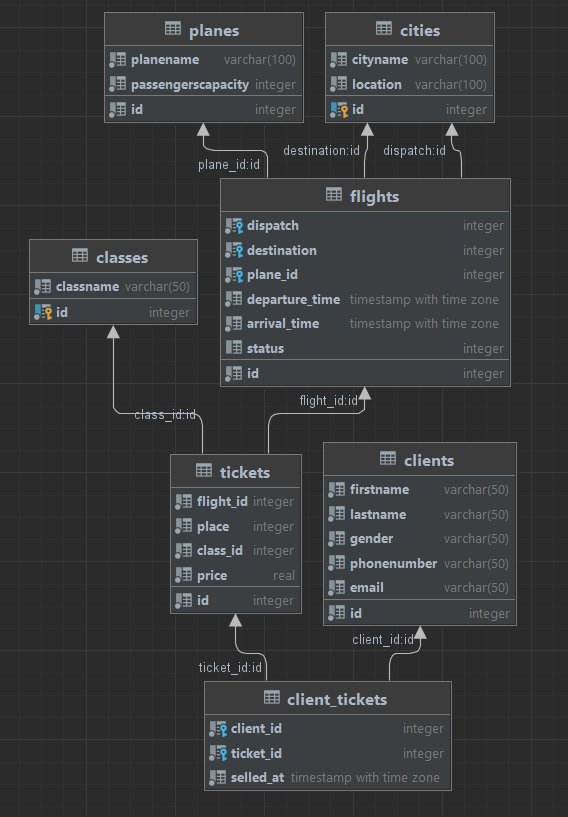 planes
planename varchar(100)
passengerscapacity integer
id integer
cities
cityname varchar(100)
location varchar(100)
id integer
plane_id:id
destination:id
dispatch:id
flights
dispatch integer
destination integer
plane_id integer
departure_time timestamp with time zone
arrival_time timestamp with time zone
status integer
id integer
classes
classname varchar(50)
id integer
class_id:id
flight_id:id
tickets
flight_id integer
place integer
class_id integer
price real
id integer
clients
firstname varchar(50)
lastname varchar(50)
gender varchar(50)
phonenumber varchar(50)
email varchar(50)
id integer
ticket_id:id
client_id:id
client_tickets
client_id integer
ticket_id integer
selled_at timestamp with time zone